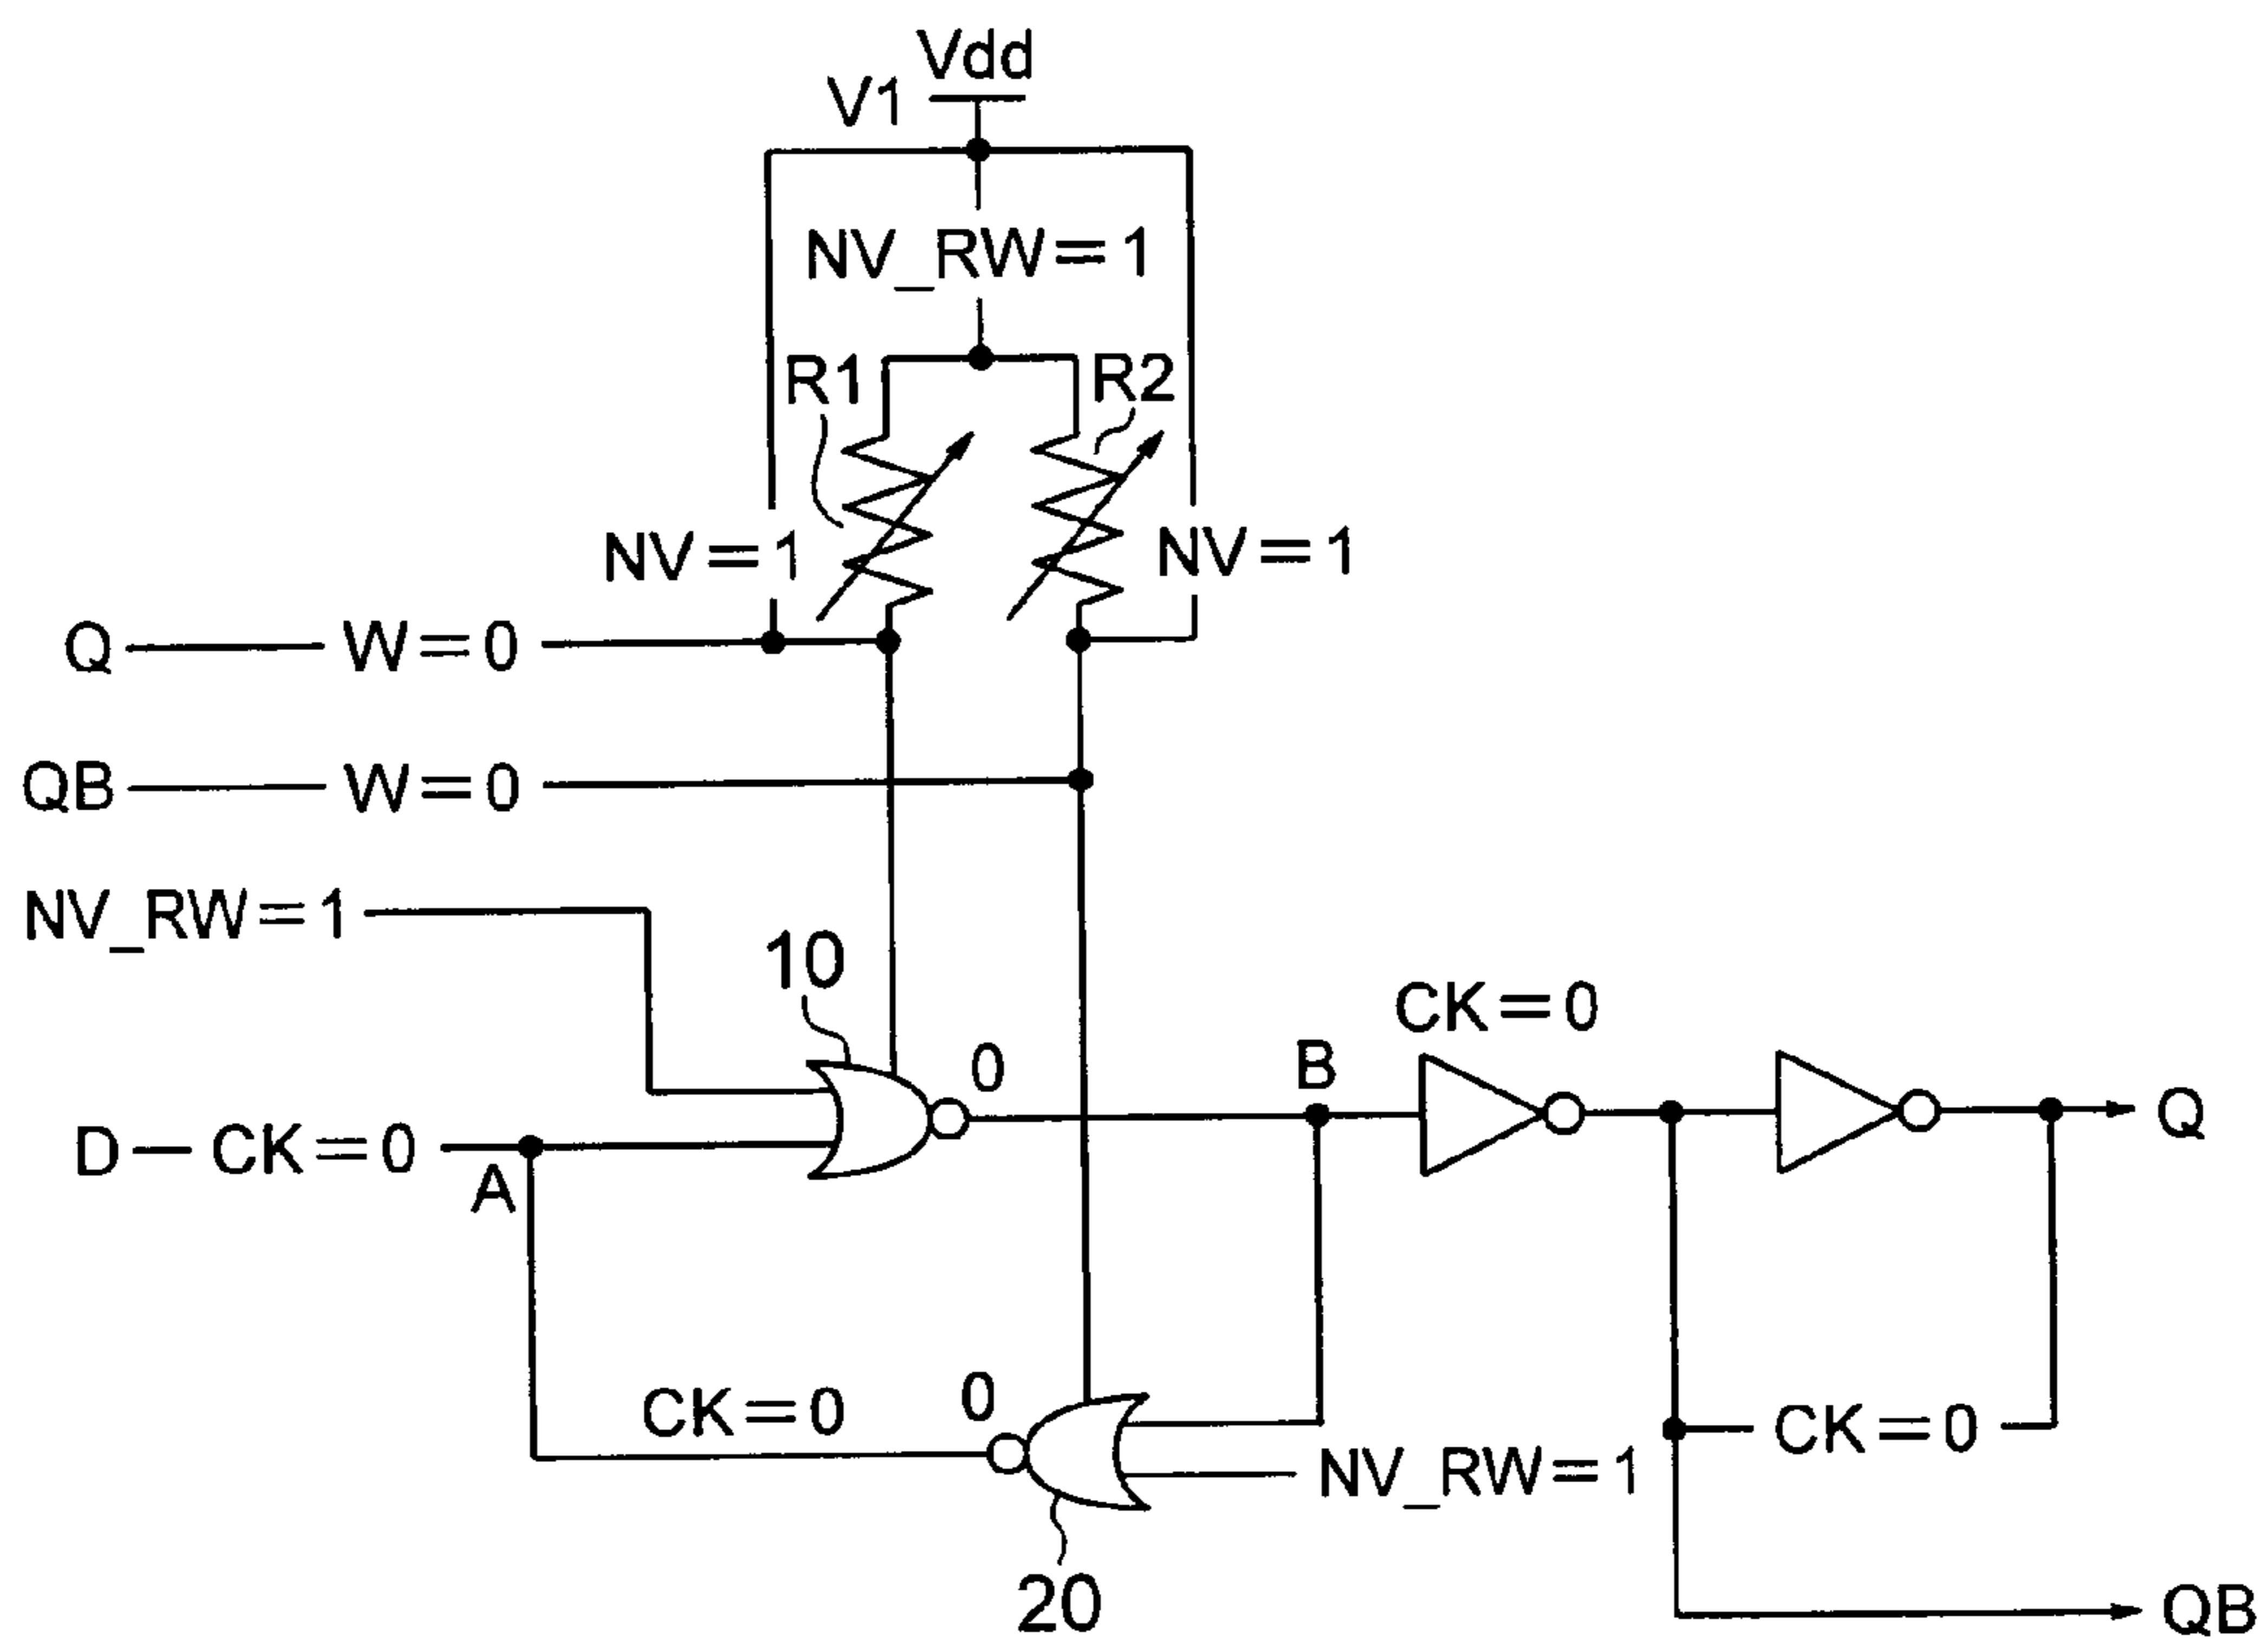 Vdd
V1
NV_RW=1
R1
R2
NV=1
NV=1
Q
W=0
QB
W=0
NV_RW=1
10
0
CK=0
B
Q
D
CK=0
A
CK=0
0
CK=0
NV_RW=1
20
QB